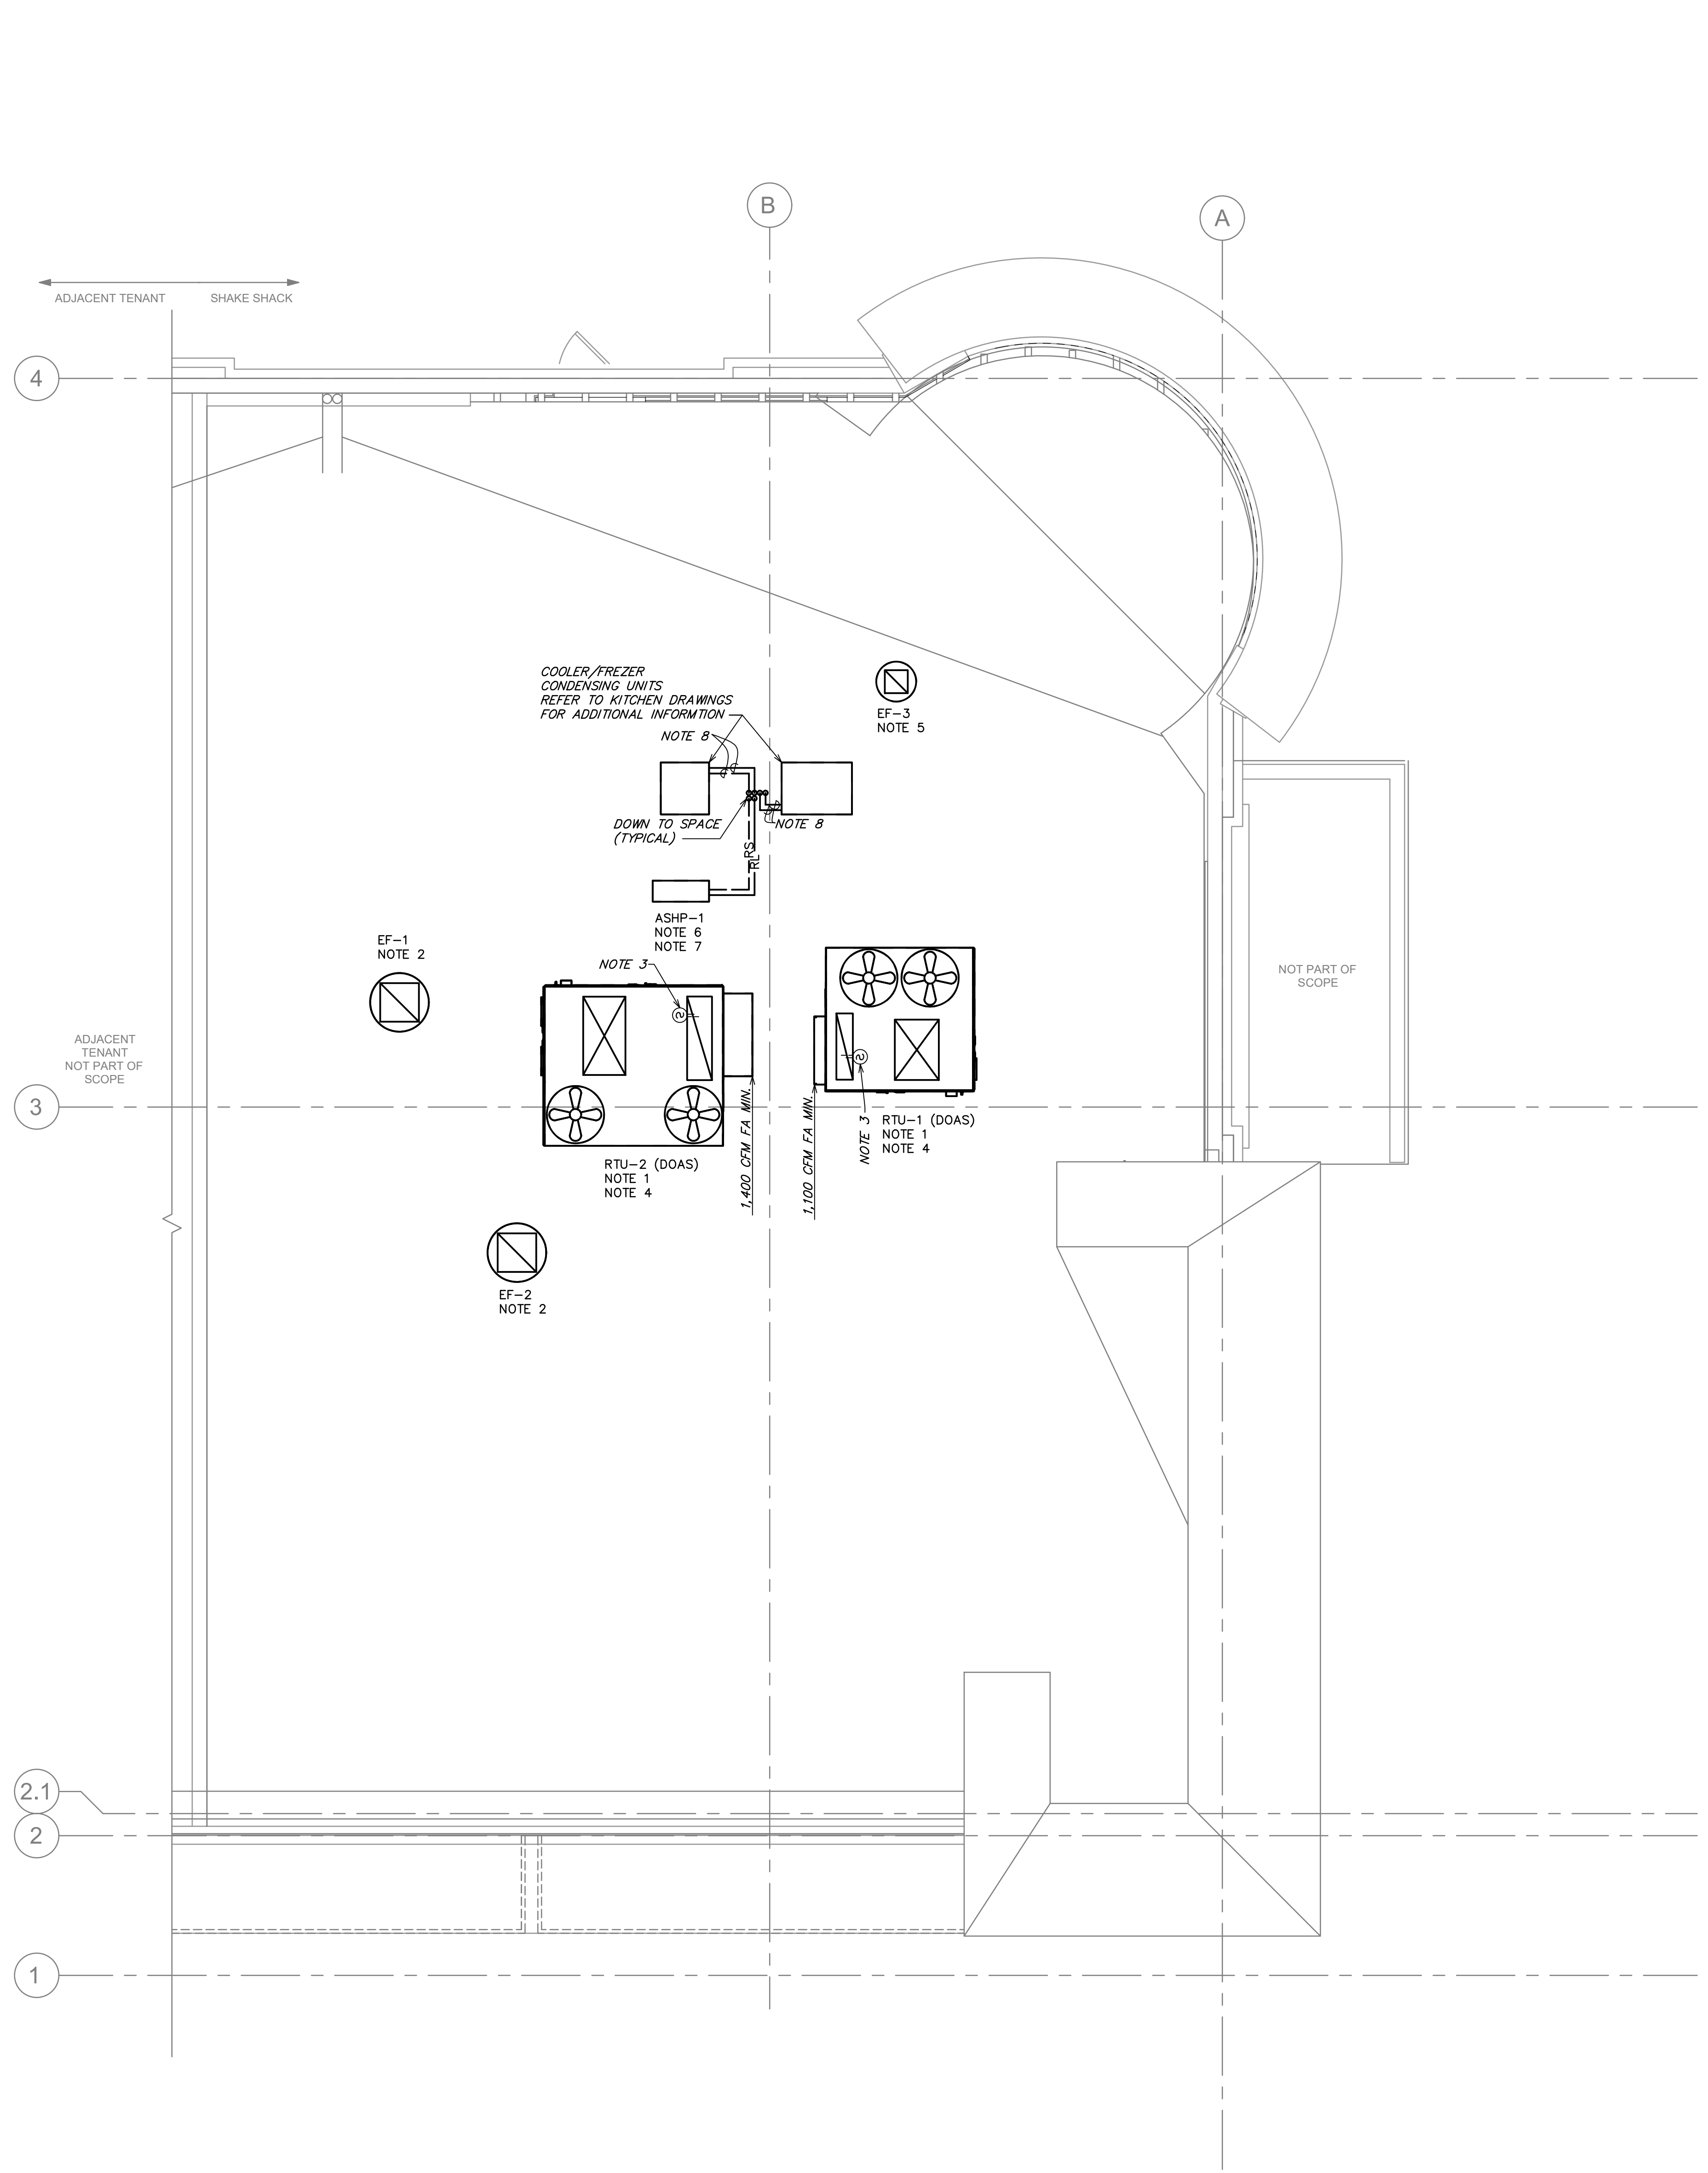 B
A
ADJACENT TENANT
SHAKE SHACK
4
COOLER/FREZER
CONDENSING UNITS
REFER TO KITCHEN DRAWINGS
FOR ADDITIONAL INFORMTION
NOTE 8
EF-3
NOTE 5
DOWN TO SPACE
(TYPICAL)
NOTE 8
RS
RL
ASHP-1
NOTE 6
NOTE 7
EF-1
NOTE 2
NOTE 3
NOT PART OF
SCOPE
ADJACENT
TENANT
NOT PART OF
SCOPE
3
1,400 CFM FA MIN.
1,100 CFM FA MIN.
NOTE 3
RTU-1 (DOAS)
NOTE 1
NOTE 4
RTU-2 (DOAS)
NOTE 1
NOTE 4
EF-2
NOTE 2
2.1
2
1